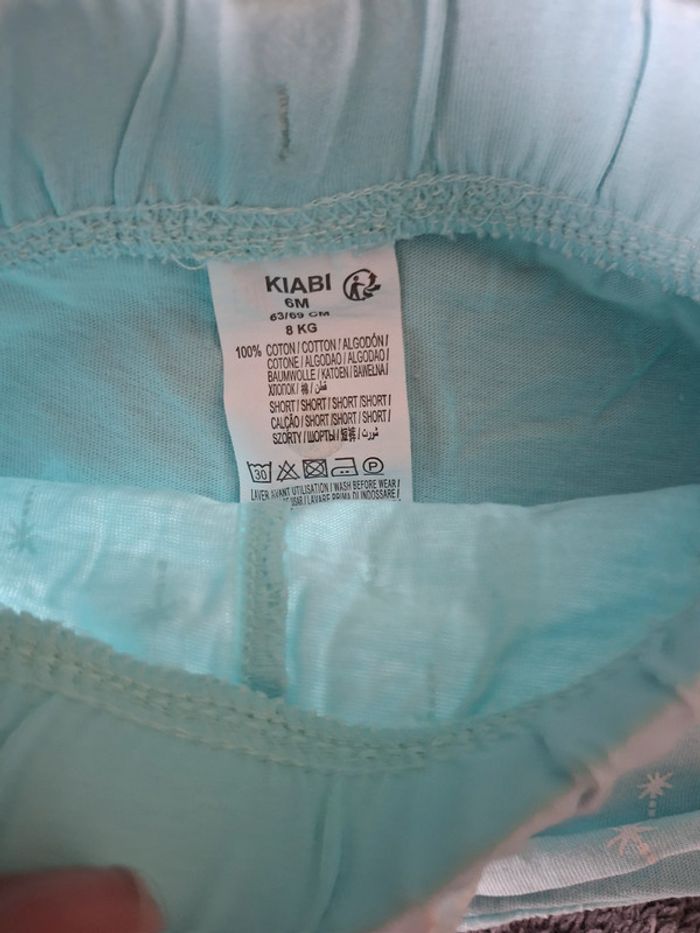 KIABI
6M
63/69 CM
8 KG
100% COTON / COTTON / ALGODÓN /
COTONE / ALGODAO / ALGODAO /
BAUMWOLLE / KATOEN / BAWEŁNA /
ХЛОПОК / 棉 / قطن
SHORT / SHORT / SHORT / SHORT /
CALÇÃO / SHORT / SHORT / SHORT /
SZORTY / ШОРТЫ / 短裤 / شورت
30 P
LAVER AVANT UTILISATION / WASH BEFORE WEAR /
USAR / LAVARE PRIMA DI INDOSSARE /